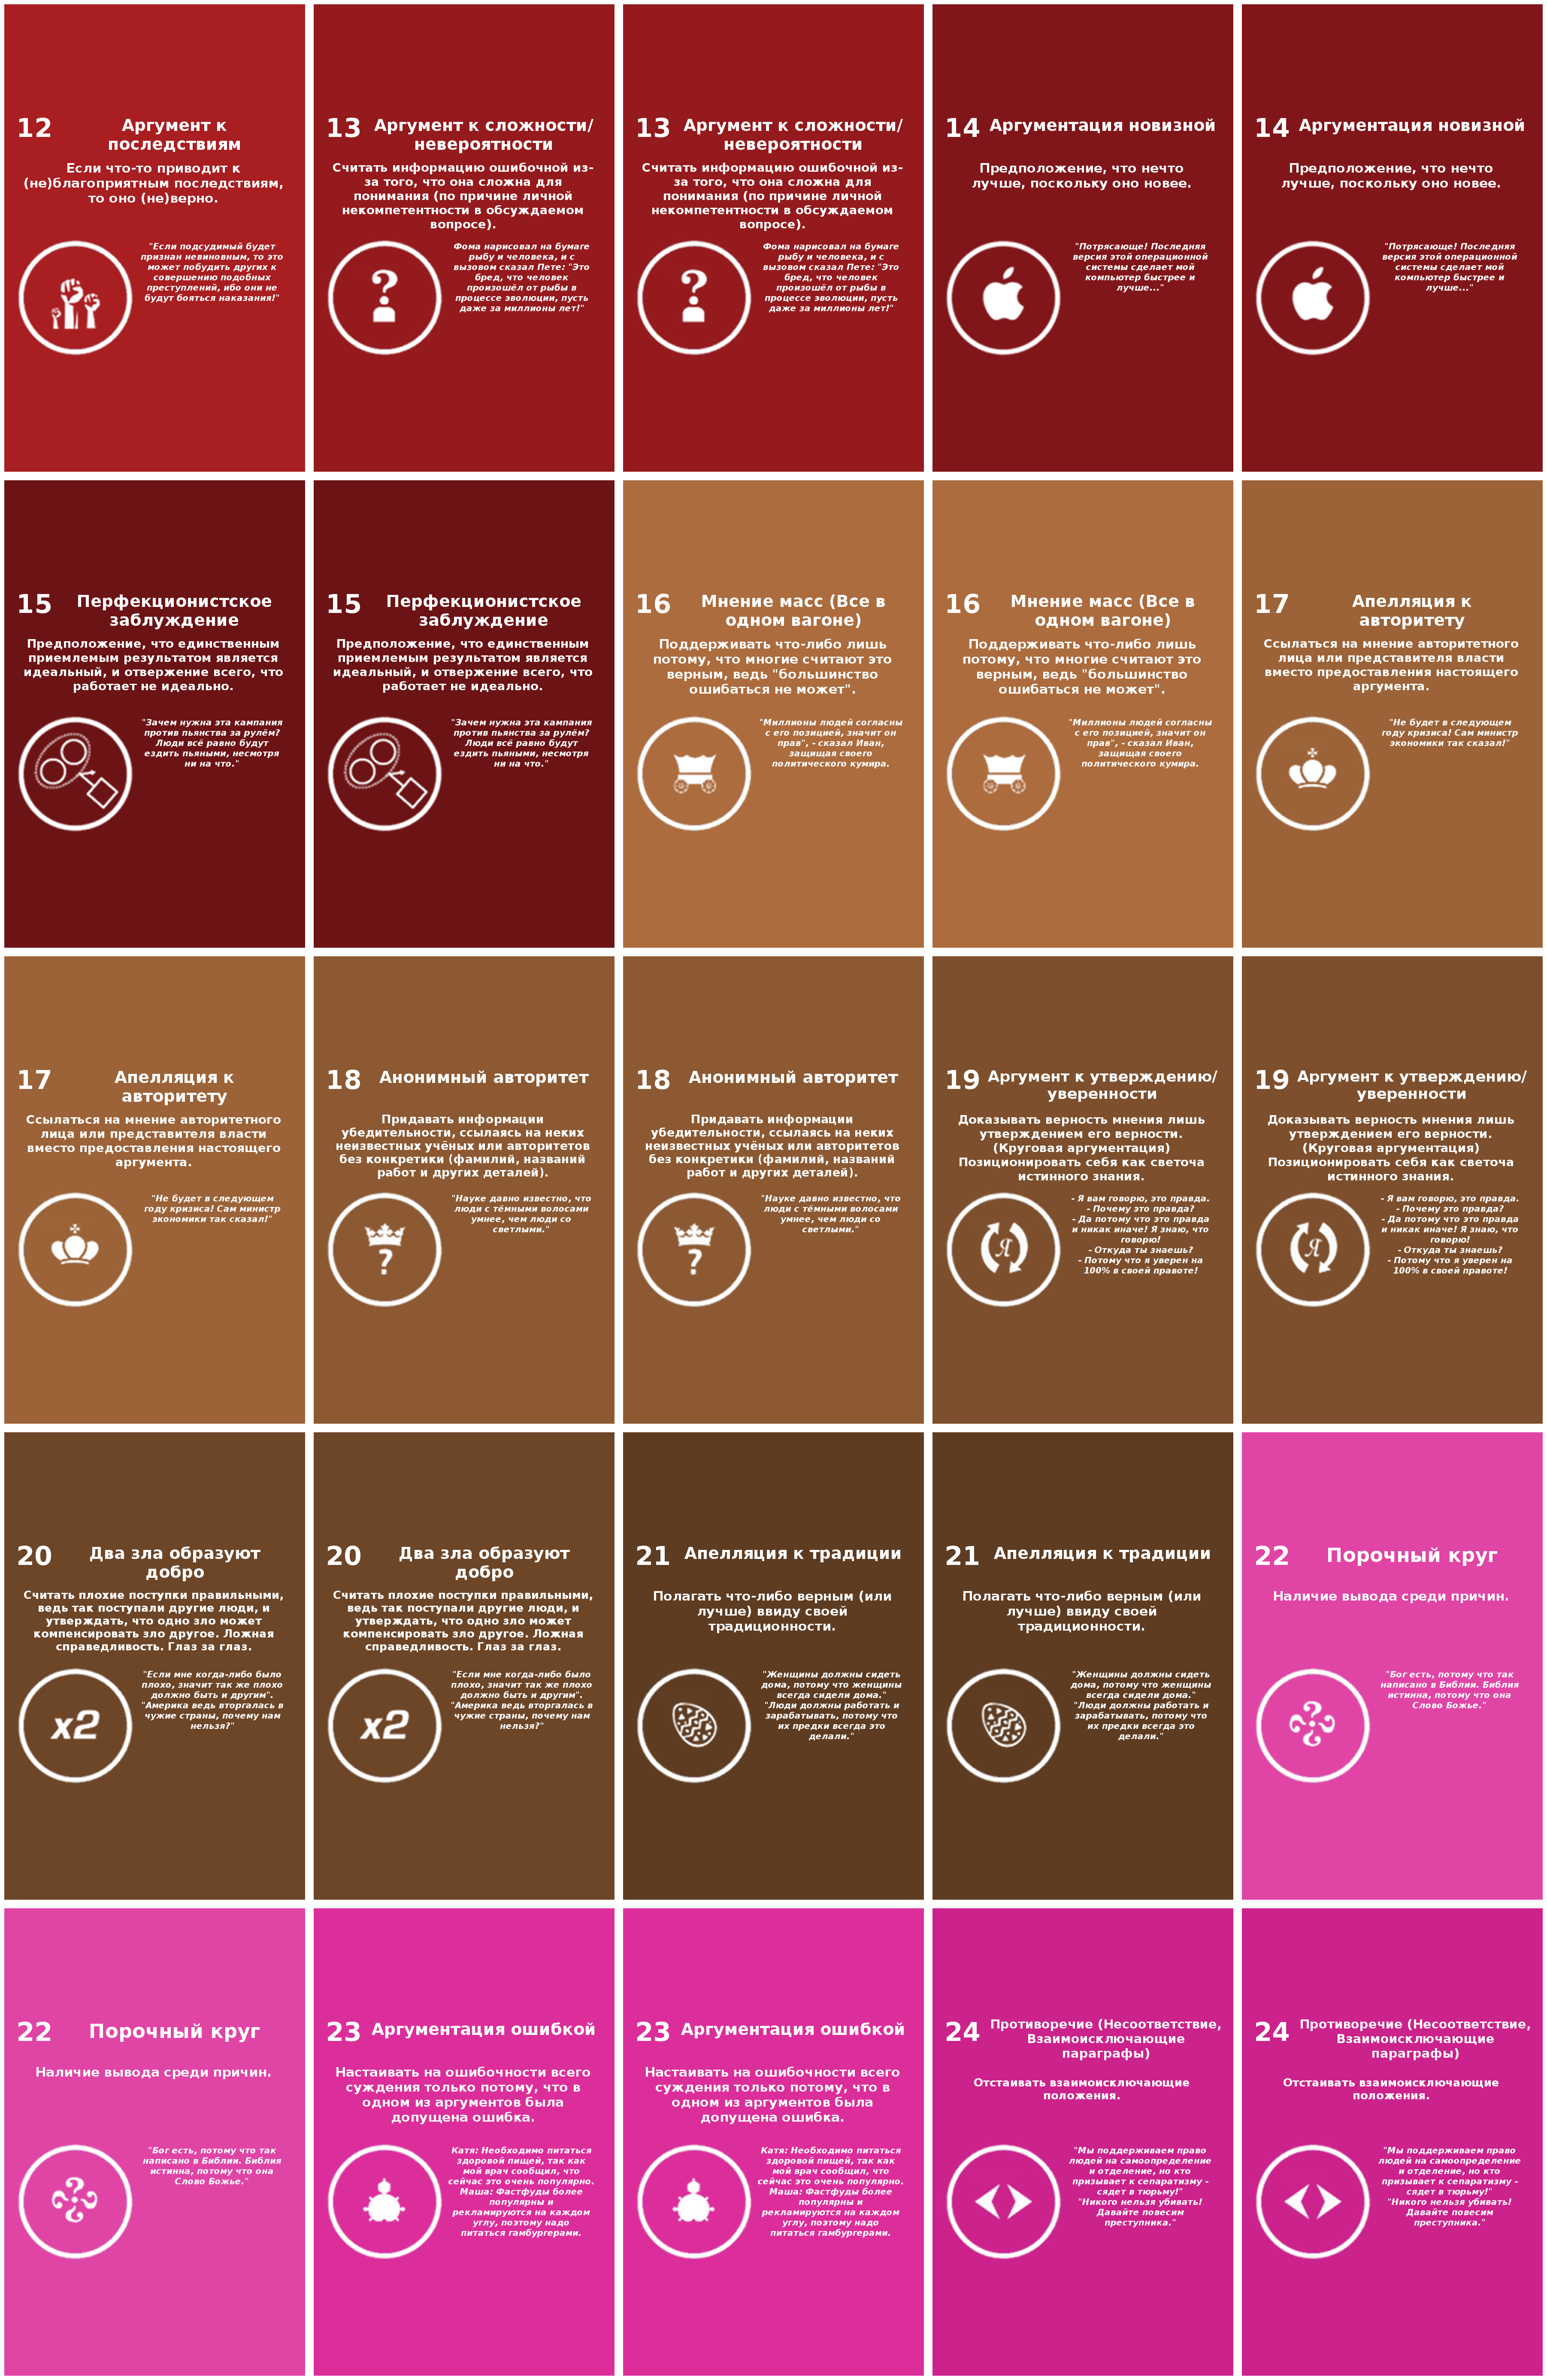 12 Аргумент к
последствиям
Если что-то приводит к
(не)благоприятным последствиям,
то оно (не)верно.
"Если подсудимый будет
признан невиновным, то это
может побудить других к
совершению подобных
преступлений, ибо они не
будут бояться наказания!"
13 Аргумент к сложности/
невероятности
Считать информацию ошибочной из-
за того, что она сложна для
понимания (по причине личной
некомпетентности в обсуждаемом
вопросе).
Фома нарисовал на бумаге
рыбу и человека, и с
вызовом сказал Пете: "Это
бред, что человек
произошёл от рыбы в
процессе эволюции, пусть
даже за миллионы лет!"
13 Аргумент к сложности/
невероятности
Считать информацию ошибочной из-
за того, что она сложна для
понимания (по причине личной
некомпетентности в обсуждаемом
вопросе).
Фома нарисовал на бумаге
рыбу и человека, и с
вызовом сказал Пете: "Это
бред, что человек
произошёл от рыбы в
процессе эволюции, пусть
даже за миллионы лет!"
14 Аргументация новизной
Предположение, что нечто
лучше, поскольку оно новее.
"Потрясающе! Последняя
версия этой операционной
системы сделает мой
компьютер быстрее и
лучше..."
14 Аргументация новизной
Предположение, что нечто
лучше, поскольку оно новее.
"Потрясающе! Последняя
версия этой операционной
системы сделает мой
компьютер быстрее и
лучше..."
15 Перфекционистское
заблуждение
Предположение, что единственным
приемлемым результатом является
идеальный, и отвержение всего, что
работает не идеально.
"Зачем нужна эта кампания
против пьянства за рулём?
Люди всё равно будут
ездить пьяными, несмотря
ни на что."
15 Перфекционистское
заблуждение
Предположение, что единственным
приемлемым результатом является
идеальный, и отвержение всего, что
работает не идеально.
"Зачем нужна эта кампания
против пьянства за рулём?
Люди всё равно будут
ездить пьяными, несмотря
ни на что."
16 Мнение масс (Все в
одном вагоне)
Поддерживать что-либо лишь
потому, что многие считают это
верным, ведь "большинство
ошибаться не может".
"Миллионы людей согласны
с его позицией, значит он
прав", - сказал Иван,
защищая своего
политического кумира.
16 Мнение масс (Все в
одном вагоне)
Поддерживать что-либо лишь
потому, что многие считают это
верным, ведь "большинство
ошибаться не может".
"Миллионы людей согласны
с его позицией, значит он
прав", - сказал Иван,
защищая своего
политического кумира.
17 Апелляция к
авторитету
Ссылаться на мнение авторитетного
лица или представителя власти
вместо предоставления настоящего
аргумента.
"Не будет в следующем
году кризиса! Сам министр
экономики так сказал!"
17 Апелляция к
авторитету
Ссылаться на мнение авторитетного
лица или представителя власти
вместо предоставления настоящего
аргумента.
"Не будет в следующем
году кризиса! Сам министр
экономики так сказал!"
18 Анонимный авторитет
Придавать информации
убедительности, ссылаясь на неких
неизвестных учёных или авторитетов
без конкретики (фамилий, названий
работ и других деталей).
"Науке давно известно, что
люди с тёмными волосами
умнее, чем люди со
светлыми."
?
18 Анонимный авторитет
Придавать информации
убедительности, ссылаясь на неких
неизвестных учёных или авторитетов
без конкретики (фамилий, названий
работ и других деталей).
"Науке давно известно, что
люди с тёмными волосами
умнее, чем люди со
светлыми."
?
19 Аргумент к утверждению/
уверенности
Доказывать верность мнения лишь
утверждением его верности.
(Круговая аргументация)
Позиционировать себя как светоча
истинного знания.
Я
- Я вам говорю, это правда.
- Почему это правда?
- Да потому что это правда
и никак иначе! Я знаю, что
говорю!
- Откуда ты знаешь?
- Потому что я уверен на
100% в своей правоте!
19 Аргумент к утверждению/
уверенности
Доказывать верность мнения лишь
утверждением его верности.
(Круговая аргументация)
Позиционировать себя как светоча
истинного знания.
Я
- Я вам говорю, это правда.
- Почему это правда?
- Да потому что это правда
и никак иначе! Я знаю, что
говорю!
- Откуда ты знаешь?
- Потому что я уверен на
100% в своей правоте!
20 Два зла образуют
добро
Считать плохие поступки правильными,
ведь так поступали другие люди, и
утверждать, что одно зло может
компенсировать зло другое. Ложная
справедливость. Глаз за глаз.
x2
"Если мне когда-либо было
плохо, значит так же плохо
должно быть и другим".
"Америка ведь вторгалась в
чужие страны, почему нам
нельзя?"
20 Два зла образуют
добро
Считать плохие поступки правильными,
ведь так поступали другие люди, и
утверждать, что одно зло может
компенсировать зло другое. Ложная
справедливость. Глаз за глаз.
x2
"Если мне когда-либо было
плохо, значит так же плохо
должно быть и другим".
"Америка ведь вторгалась в
чужие страны, почему нам
нельзя?"
21 Апелляция к традиции
Полагать что-либо верным (или
лучше) ввиду своей
традиционности.
"Женщины должны сидеть
дома, потому что женщины
всегда сидели дома."
"Люди должны работать и
зарабатывать, потому что
их предки всегда это
делали."
21 Апелляция к традиции
Полагать что-либо верным (или
лучше) ввиду своей
традиционности.
"Женщины должны сидеть
дома, потому что женщины
всегда сидели дома."
"Люди должны работать и
зарабатывать, потому что
их предки всегда это
делали."
22 Порочный круг
Наличие вывода среди причин.
"Бог есть, потому что так
написано в Библии. Библия
истинна, потому что она
Слово Божье."
22 Порочный круг
Наличие вывода среди причин.
"Бог есть, потому что так
написано в Библии. Библия
истинна, потому что она
Слово Божье."
23 Аргументация ошибкой
Настаивать на ошибочности всего
суждения только потому, что в
одном из аргументов была
допущена ошибка.
Катя: Необходимо питаться
здоровой пищей, так как
мой врач сообщил, что
сейчас это очень популярно.
Маша: Фастфуды более
популярны и
рекламируются на каждом
углу, поэтому надо
питаться гамбургерами.
23 Аргументация ошибкой
Настаивать на ошибочности всего
суждения только потому, что в
одном из аргументов была
допущена ошибка.
Катя: Необходимо питаться
здоровой пищей, так как
мой врач сообщил, что
сейчас это очень популярно.
Маша: Фастфуды более
популярны и
рекламируются на каждом
углу, поэтому надо
питаться гамбургерами.
24 Противоречие (Несоответствие,
Взаимоисключающие
параграфы)
Отстаивать взаимоисключающие
положения.
"Мы поддерживаем право
людей на самоопределение
и отделение, но кто
призывает к сепаратизму -
сядет в тюрьму!"
"Никого нельзя убивать!
Давайте повесим
преступника."
24 Противоречие (Несоответствие,
Взаимоисключающие
параграфы)
Отстаивать взаимоисключающие
положения.
"Мы поддерживаем право
людей на самоопределение
и отделение, но кто
призывает к сепаратизму -
сядет в тюрьму!"
"Никого нельзя убивать!
Давайте повесим
преступника."